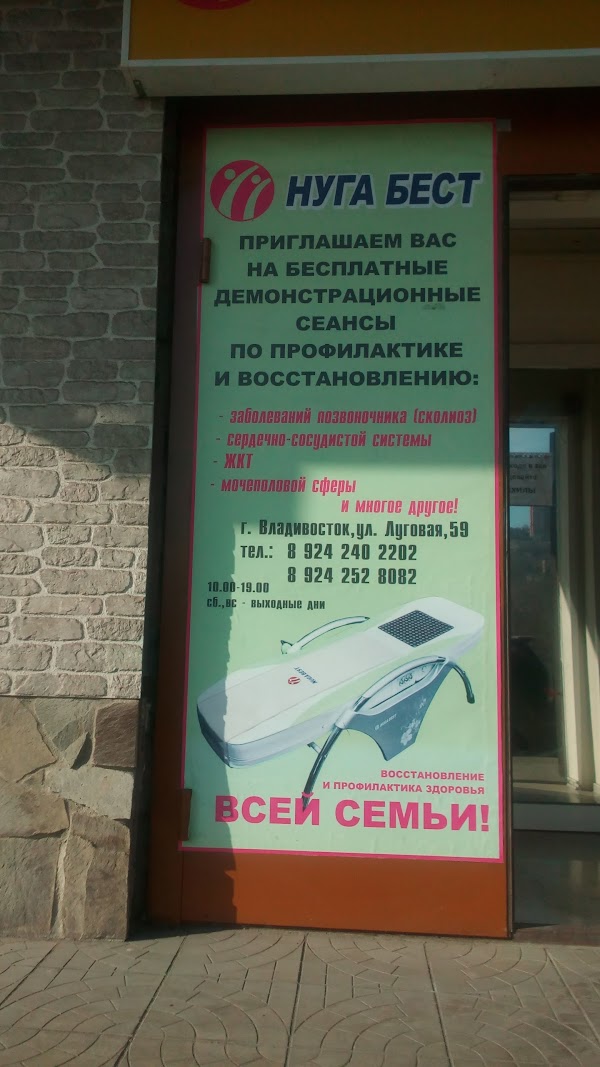 НУГА БЕСТ
ПРИГЛАШАЕМ ВАС
НА БЕСПЛАТНЫЕ
ДЕМОНСТРАЦИОННЫЕ
СЕАНСЫ
ПО ПРОФИЛАКТИКЕ
И ВОССТАНОВЛЕНИЮ:
- заболеваний позвоночника (сколиоз)
- сердечно-сосудистой системы
- ЖКТ
- мочеполовой сферы
и многое другое!
г. Владивосток,ул. Луговая,59
тел.: 8 924 240 2202
8 924 252 8082
10.00-19.00
сб.,вс - выходные дни
NUGA BEST
ВОССТАНОВЛЕНИЕ
И ПРОФИЛАКТИКА ЗДОРОВЬЯ
ВСЕЙ СЕМЬИ!